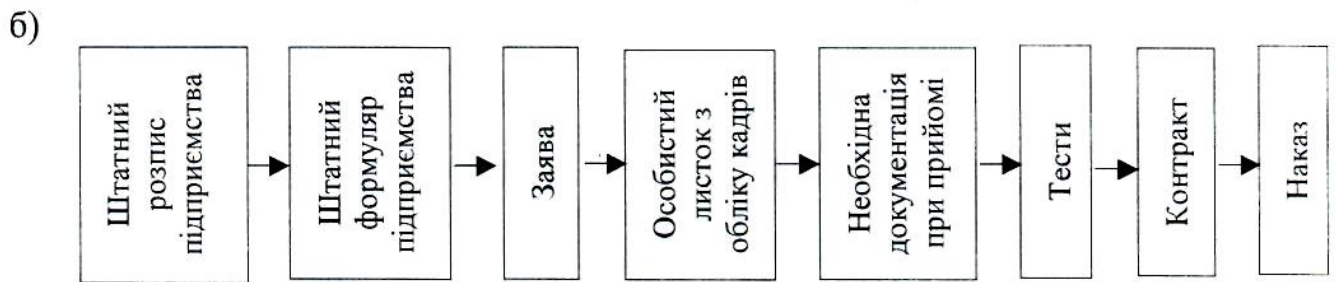 б)
Штатний
розпис
підприємства
Штатний
формуляр
підприємства
Заява
Особистий
листок з
обліку кадрів
Необхідна
документація
при прийомі
Тести
Контракт
Наказ